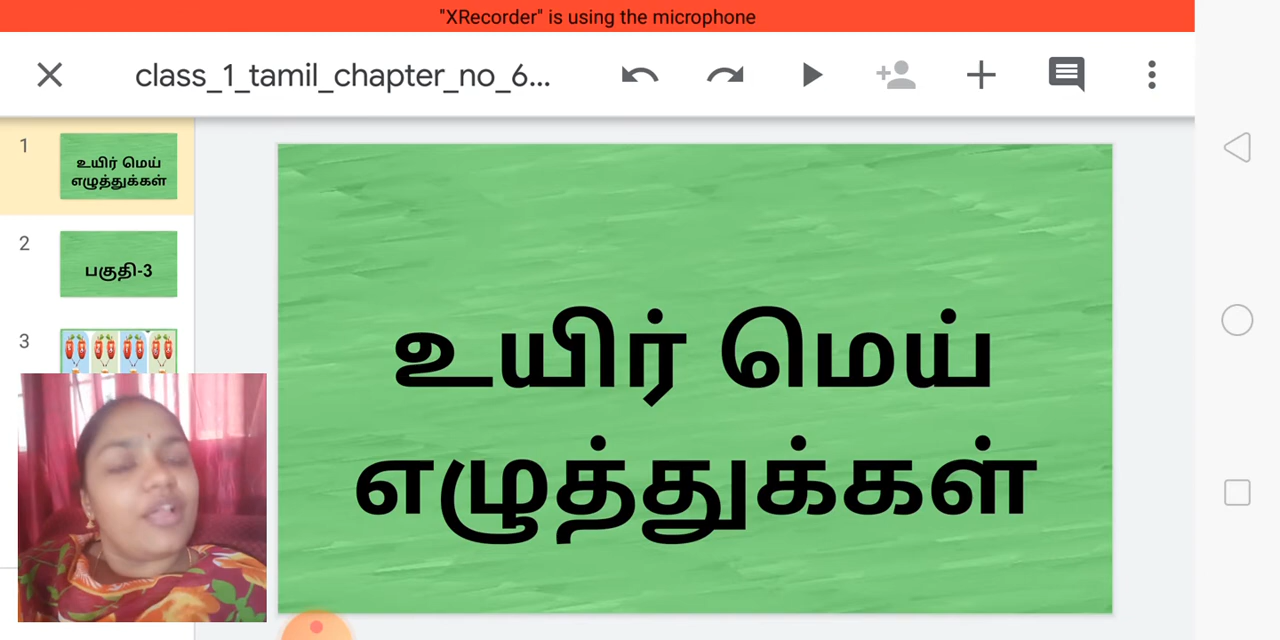 "XRecorder" is using the microphone
class_1_tamil_chapter_no_6...
1
உயிர் மெய்
எழுத்துக்கள்
2
பகுதி-3
3
உயிர் மெய்
எழுத்துக்கள்